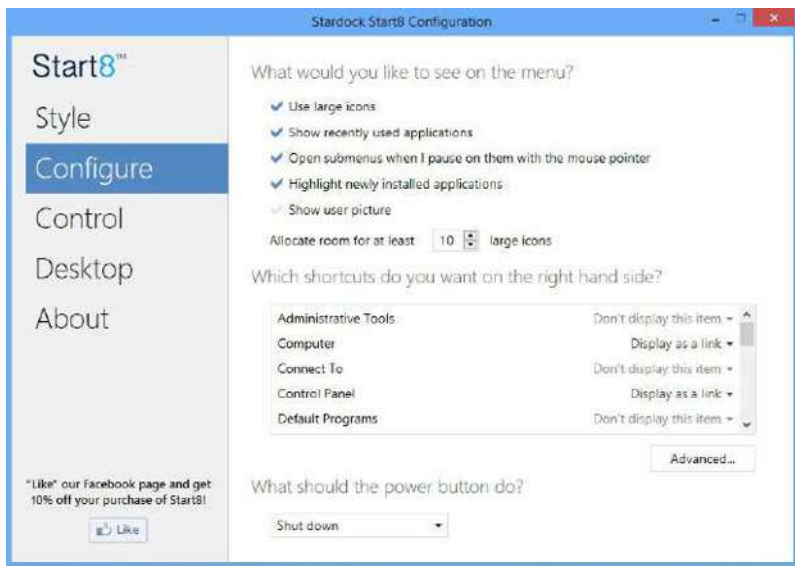 Stardock Start8 Configuration
Start8™
Style
Configure
Control
Desktop
About
"Like" our Facebook page and get
10% off your purchase of Start8!
Like
What would you like to see on the menu?
Use large icons
Show recently used applications
Open submenus when I pause on them with the mouse pointer
Highlight newly installed applications
Show user picture
Allocate room for at least 10 large icons
Which shortcuts do you want on the right hand side?
Administrative Tools Don't display this item
Computer Display as a link
Connect To Don't display this item
Control Panel Display as a link
Default Programs Don't display this item
Advanced...
What should the power button do?
Shut down